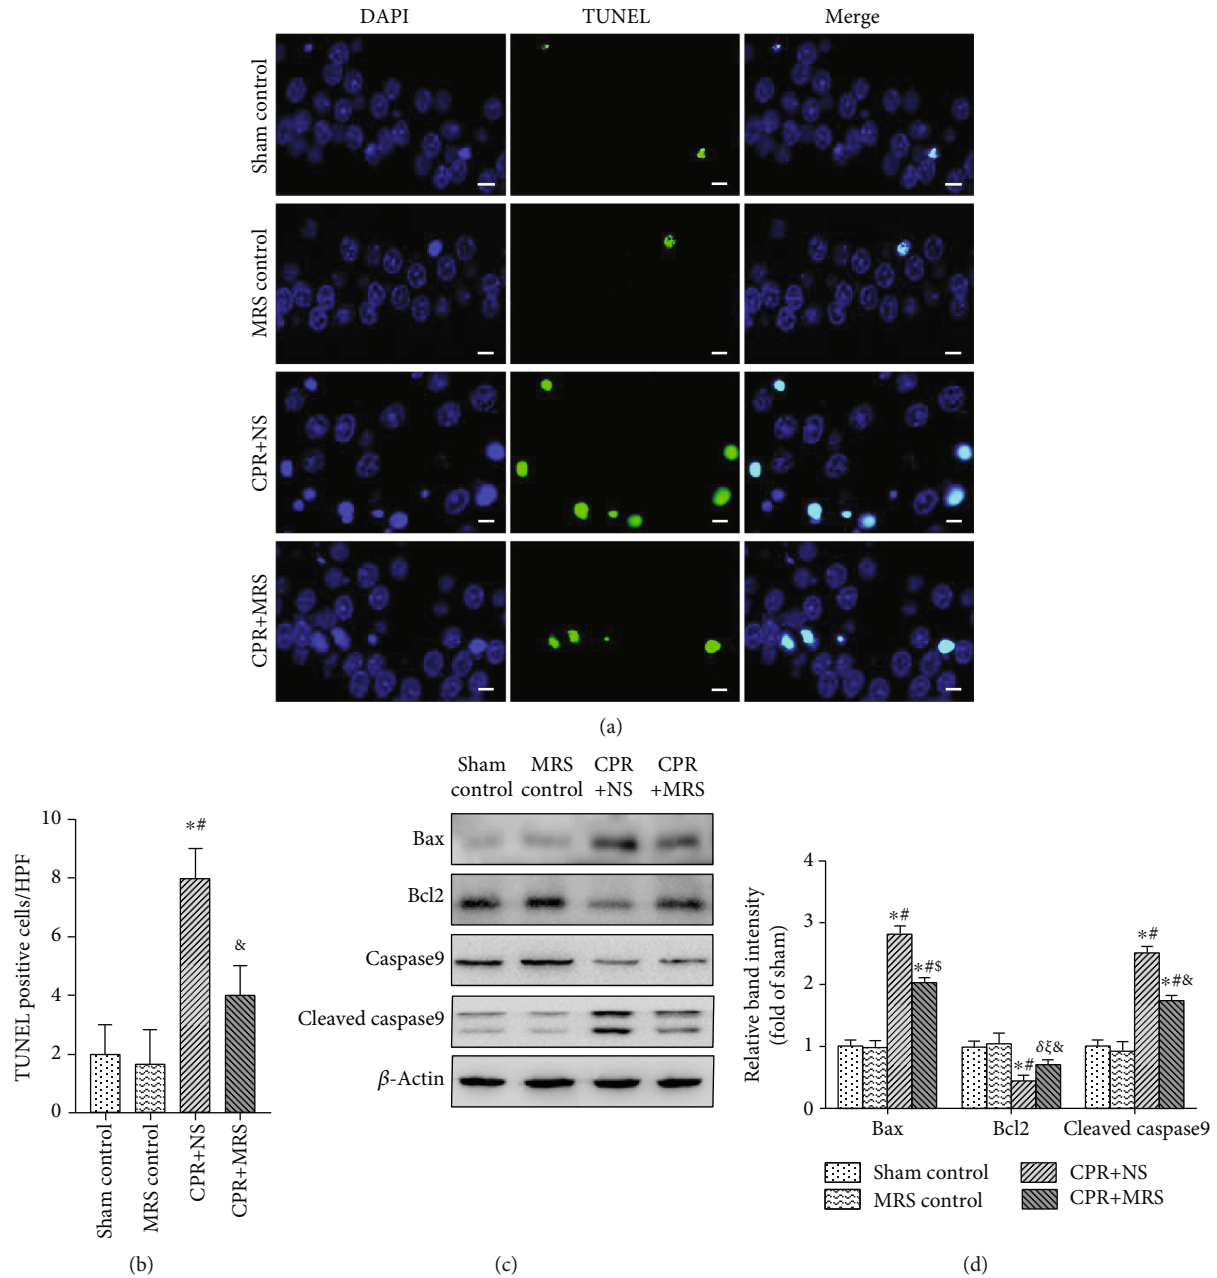 DAPI TUNEL Merge
Sham control
MRS control
CPR+NS
CPR+MRS
(a)
TUNEL positive cells/HPF
10
8
6
4
2
0
*#
&
Sham control
MRS control
CPR+NS
CPR+MRS
(b)
Sham control
MRS control
CPR +NS
CPR +MRS
Bax
Bcl2
Caspase9
Cleaved caspase9
β-Actin
(c)
Relative band intensity
(fold of sham)
4
3
2
1
0
*#
*#$
*#
δξ&
*#
*#&
Bax Bcl2 Cleaved caspase9
Sham control
MRS control
CPR+NS
CPR+MRS
(d)